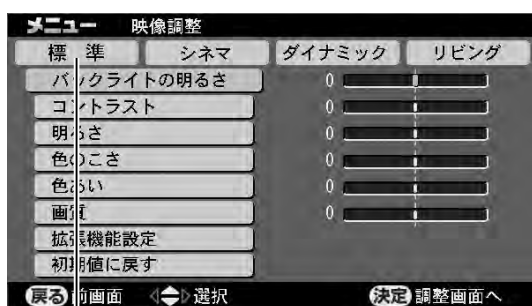 メニュー 映像調整
標準 シネマ ダイナミック リビング
バックライトの明るさ 0
コントラスト 0
明るさ 0
色のこさ 0
色あい 0
画質 0
拡張機能設定
初期値に戻す
戻る 前画面 選択 決定 調整画面へ